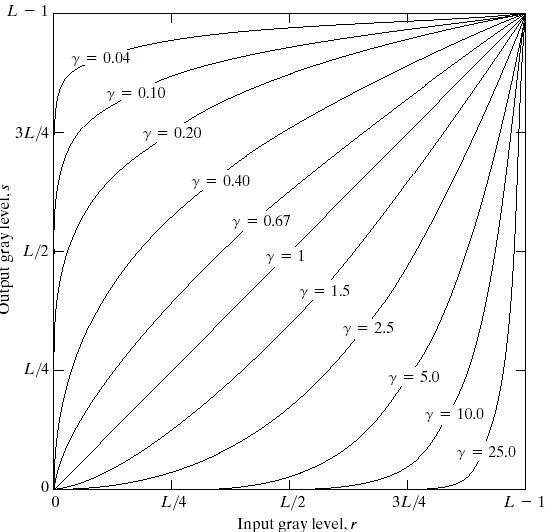 L − 1
γ = 0.04
γ = 0.10
3L/4
γ = 0.20
γ = 0.40
γ = 0.67
L/2
γ = 1
γ = 1.5
γ = 2.5
L/4
γ = 5.0
γ = 10.0
γ = 25.0
0
0
L/4
L/2
3L/4
L − 1
Output gray level, s
Input gray level, r